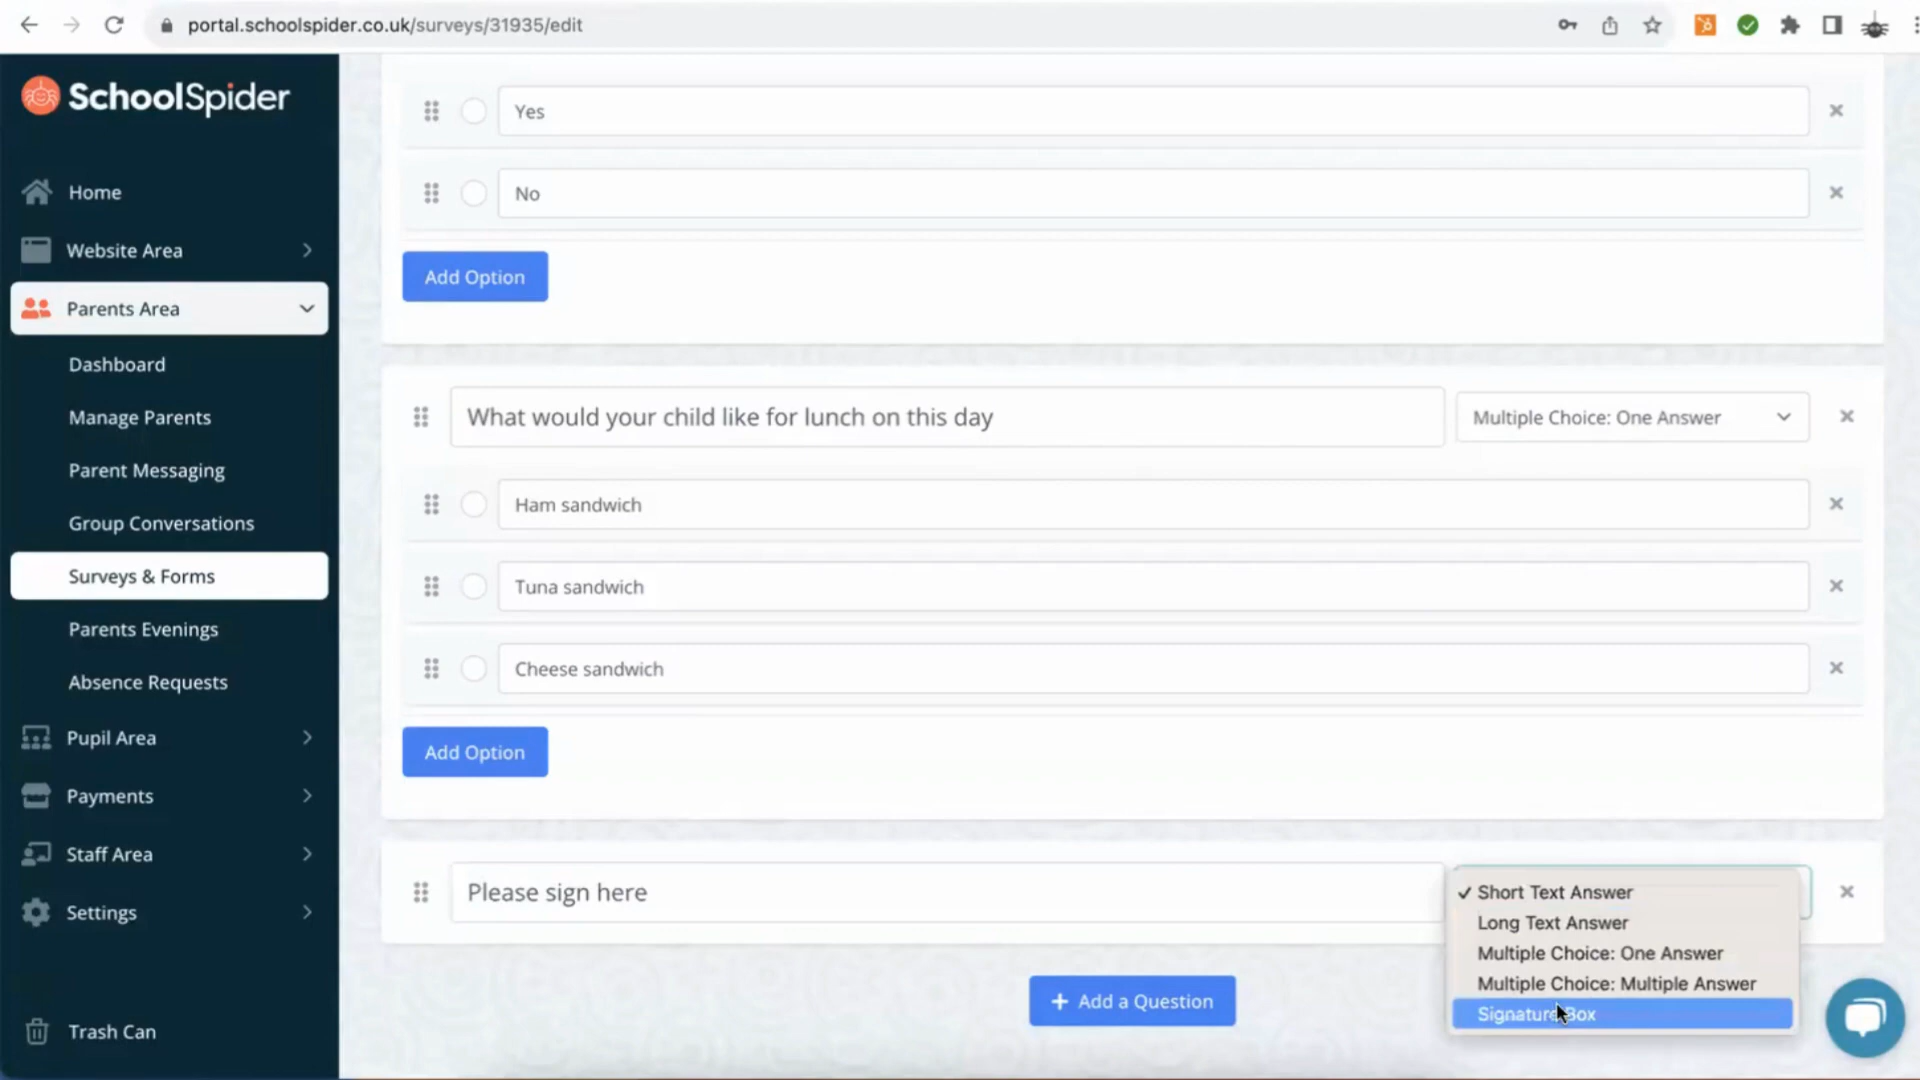 portal.schoolspider.co.uk/surveys/31935/edit
SchoolSpider
Home
Website Area
Parents Area
Dashboard
Manage Parents
Parent Messaging
Group Conversations
Surveys & Forms
Parents Evenings
Absence Requests
Pupil Area
Payments
Staff Area
Settings
Trash Can
Yes
No
Add Option
What would your child like for lunch on this day
Multiple Choice: One Answer
Ham sandwich
Tuna sandwich
Cheese sandwich
Add Option
Please sign here
✓ Short Text Answer
Long Text Answer
Multiple Choice: One Answer
Multiple Choice: Multiple Answer
Signature Box
+ Add a Question